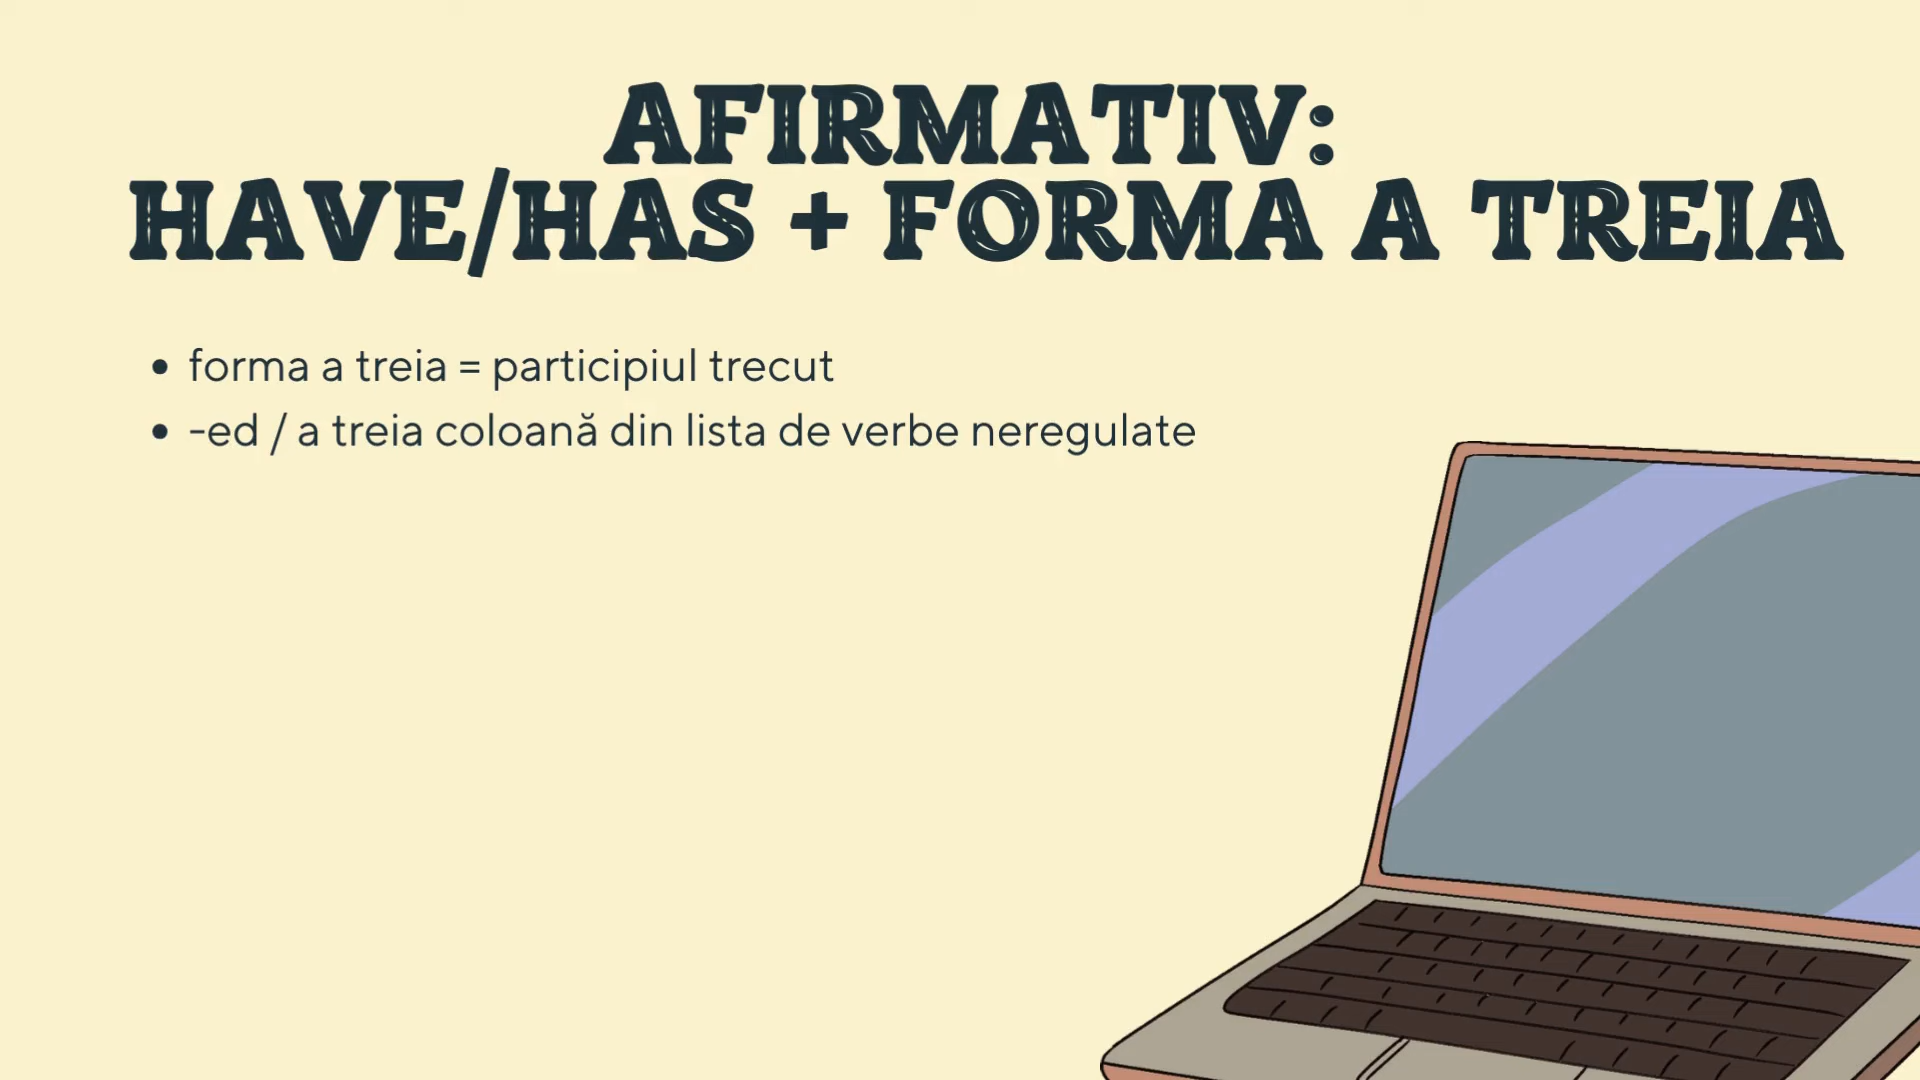 AFIRMATIV:
HAVE/HAS + FORMA A TREIA
• forma a treia = participiul trecut
• -ed / a treia coloană din lista de verbe neregulate